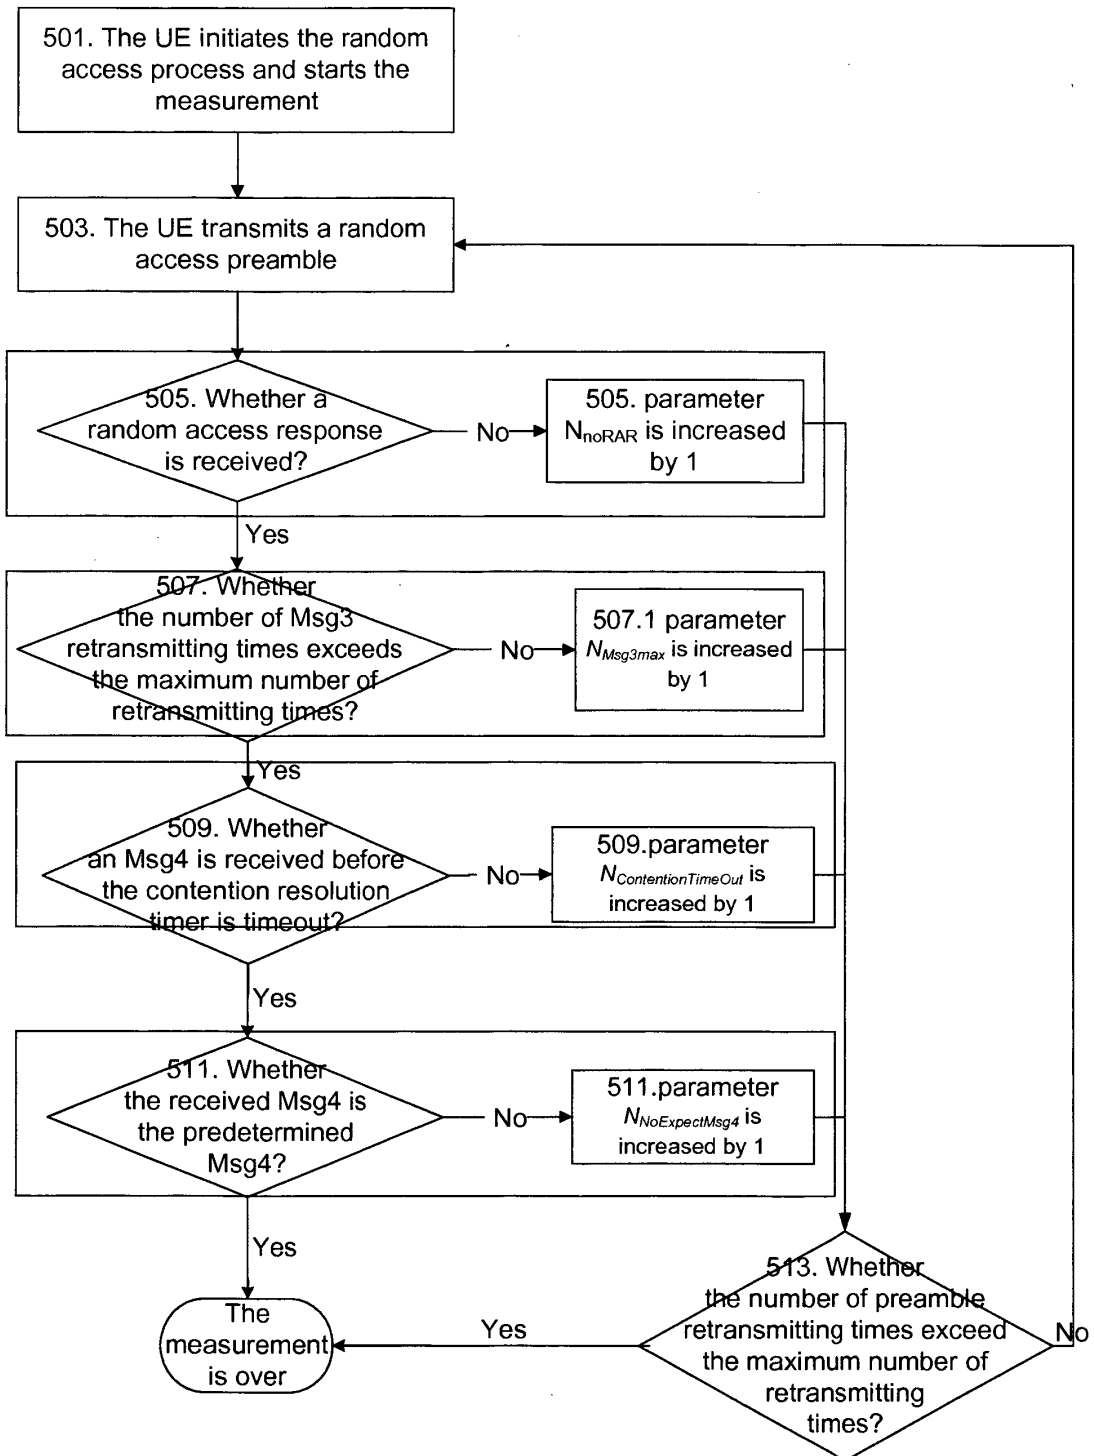 501. The UE initiates the random
access process and starts the
measurement
503. The UE transmits a random
access preamble
505. Whether a
random access response
is received?
No
505. parameter
NnoRAR is increased
by 1
Yes
507. Whether
the number of Msg3
retransmitting times exceeds
the maximum number of
retransmitting times?
No
507.1 parameter
NMsg3max is increased
by 1
Yes
509. Whether
an Msg4 is received before
the contention resolution
timer is timeout?
No
509.parameter
NContentionTimeOut is
increased by 1
Yes
511. Whether
the received Msg4 is
the predetermined
Msg4?
No
511.parameter
NNoExpectMsg4 is
increased by 1
Yes
513. Whether
the number of preamble
retransmitting times exceed
the maximum number of
retransmitting
times?
No
Yes
The
measurement
is over